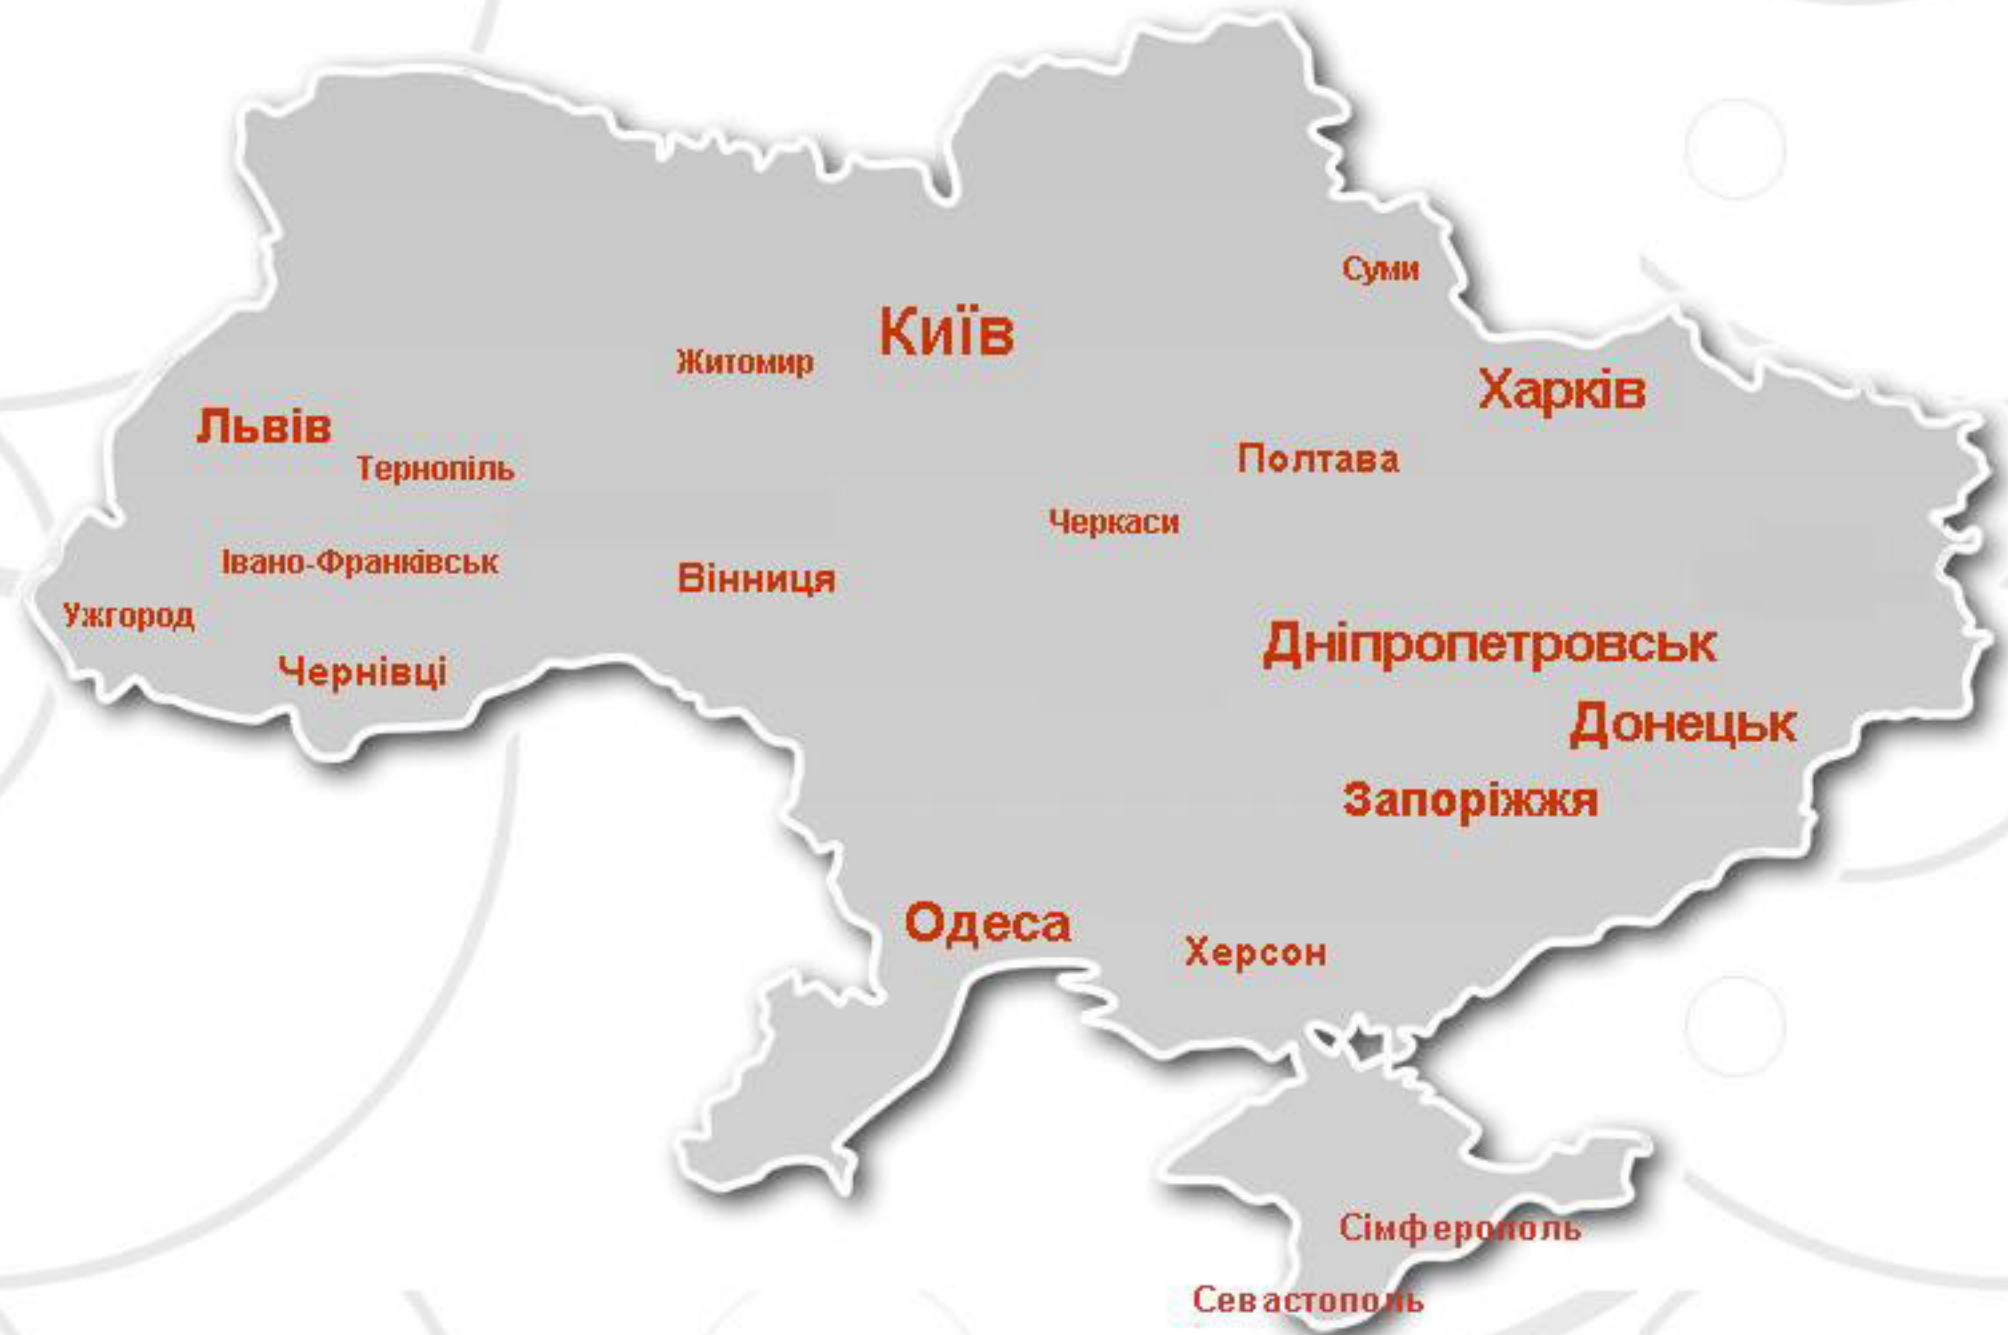 Суми
Київ
Житомир
Харків
Львів
Полтава
Тернопіль
Черкаси
Івано-Франківськ
Вінниця
Ужгород
Дніпропетровськ
Чернівці
Донецьк
Запоріжжя
Одеса
Херсон
Сімферополь
Севастополь